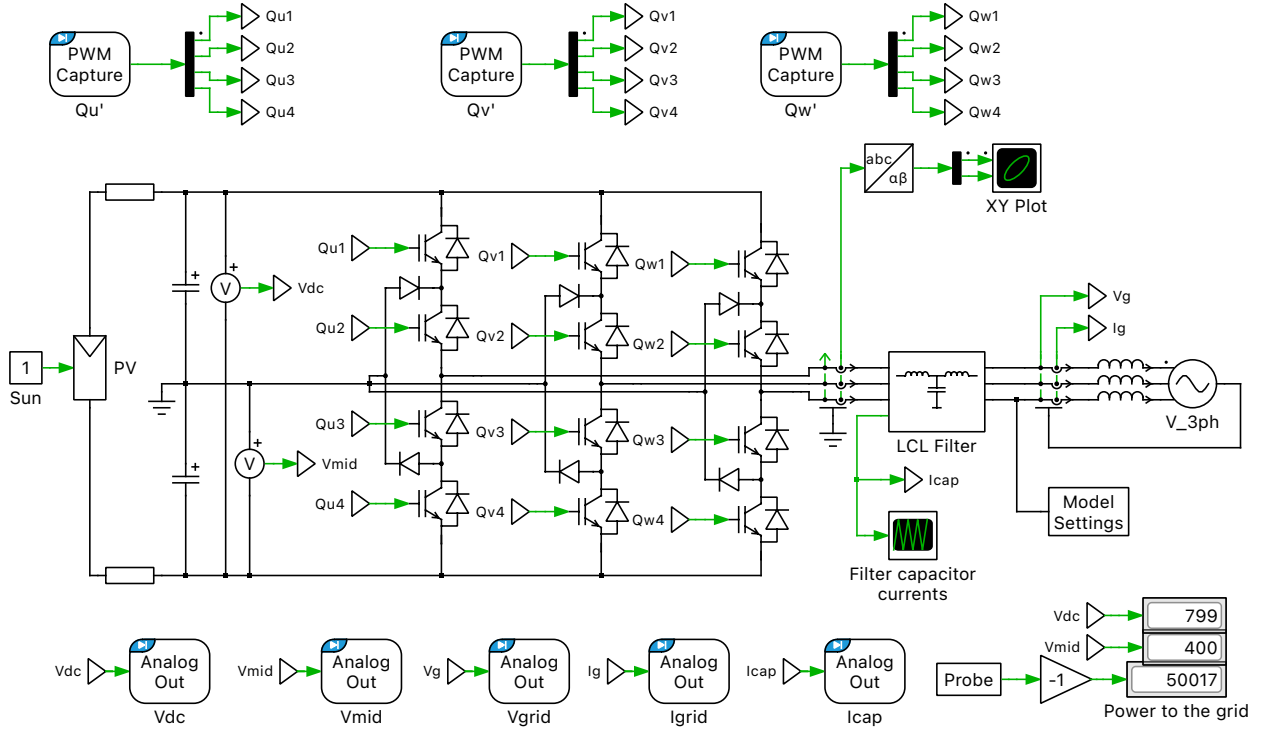 Qu1
Qv1
Qw1
PWM
Capture
Qu2
PWM
Capture
Qv2
PWM
Capture
Qw2
Qu3
Qv3
Qw3
Qu'
Qu4
Qv'
Qv4
Qw'
Qw4
abc
αβ
XY Plot
Qu1
Qv1
Qw1
+
+
V
Vdc
Qu2
Qv2
Qw2
Vg
Ig
1
Sun
PV
LCL Filter
V_3ph
Qu3
Qv3
Qw3
+
+
V
Vmid
Icap
Qu4
Qv4
Qw4
Model
Settings
Filter capacitor
currents
Vdc
799
Vmid
400
Probe
-1
50017
Power to the grid
Vdc
Analog
Out
Vdc
Vmid
Analog
Out
Vmid
Vg
Analog
Out
Vgrid
Ig
Analog
Out
Igrid
Icap
Analog
Out
Icap